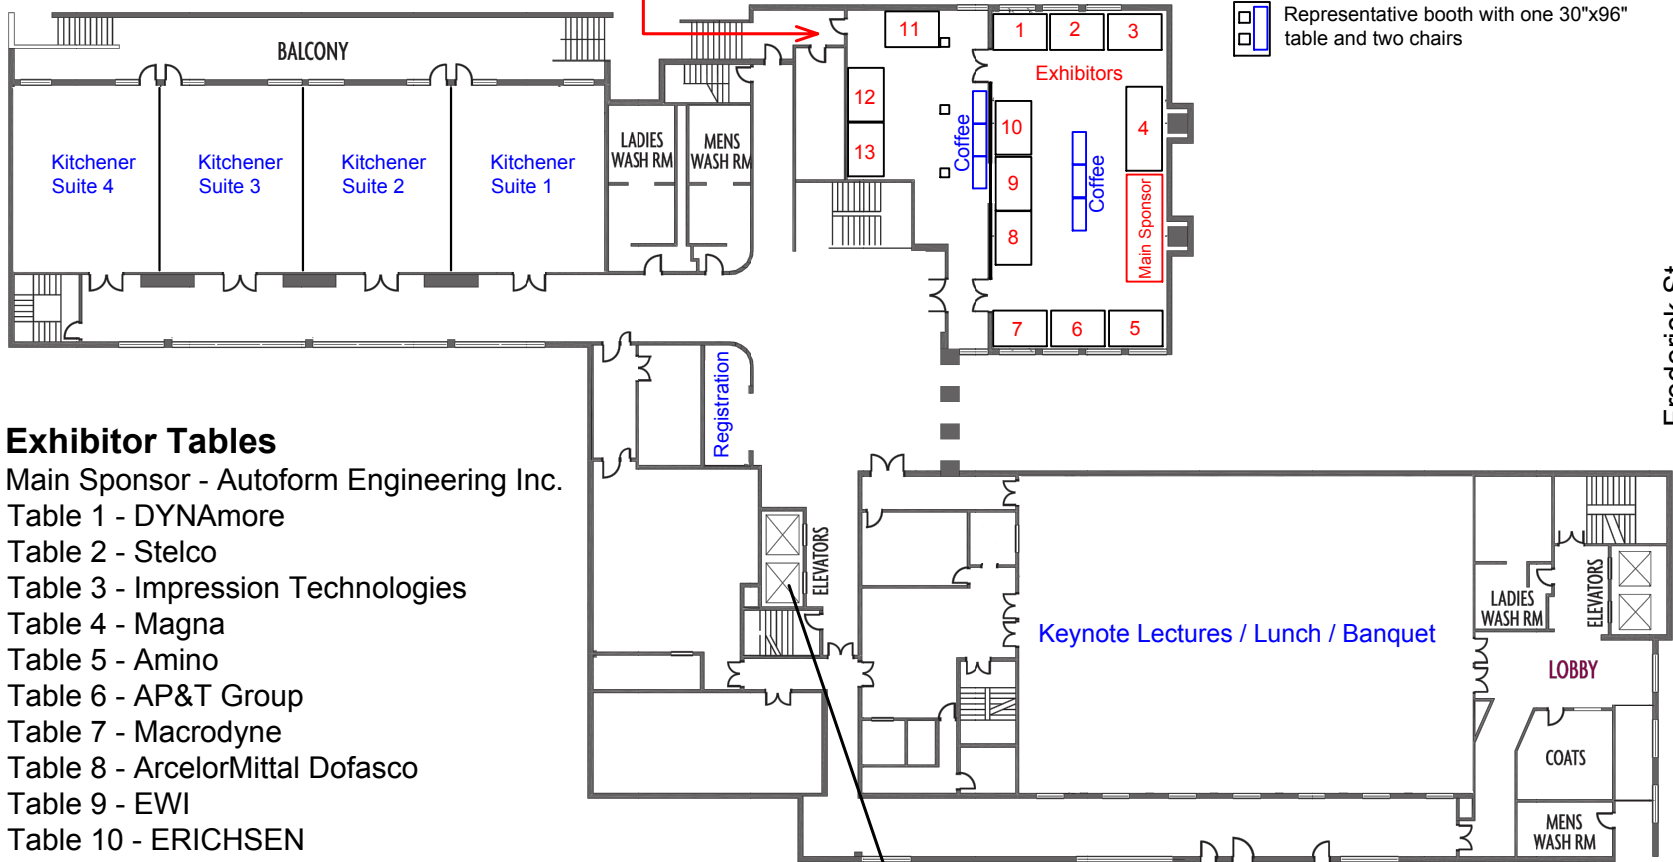 Representative booth with one 30"x96"
table and two chairs
BALCONY
11
1
2
3
Exhibitors
12
13
10
9
8
4
Main Sponsor
Coffee
Coffee
7
6
5
Kitchener
Suite 4
Kitchener
Suite 3
Kitchener
Suite 2
Kitchener
Suite 1
LADIES
WASH RM
MENS
WASH RM
Frederick St
Registration
Exhibitor Tables
Main Sponsor - Autoform Engineering Inc.
Table 1 - DYNAmore
Table 2 - Stelco
Table 3 - Impression Technologies
Table 4 - Magna
Table 5 - Amino
Table 6 - AP&T Group
Table 7 - Macrodyne
Table 8 - ArcelorMittal Dofasco
Table 9 - EWI
Table 10 - ERICHSEN
ELEVATORS
Keynote Lectures / Lunch / Banquet
LADIES
WASH RM
ELEVATORS
LOBBY
COATS
MENS
WASH RM